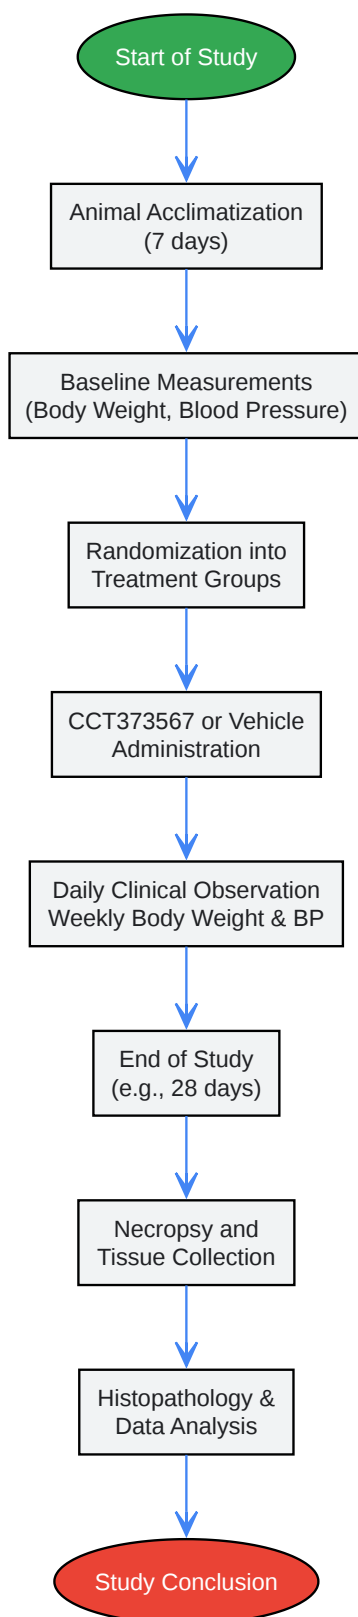 Start of Study
Animal Acclimatization
(7 days)
Baseline Measurements
(Body Weight, Blood Pressure)
Randomization into
Treatment Groups
CCT373567 or Vehicle
Administration
Daily Clinical Observation
Weekly Body Weight & BP
End of Study
(e.g., 28 days)
Necropsy and
Tissue Collection
Histopathology &
Data Analysis
Study Conclusion